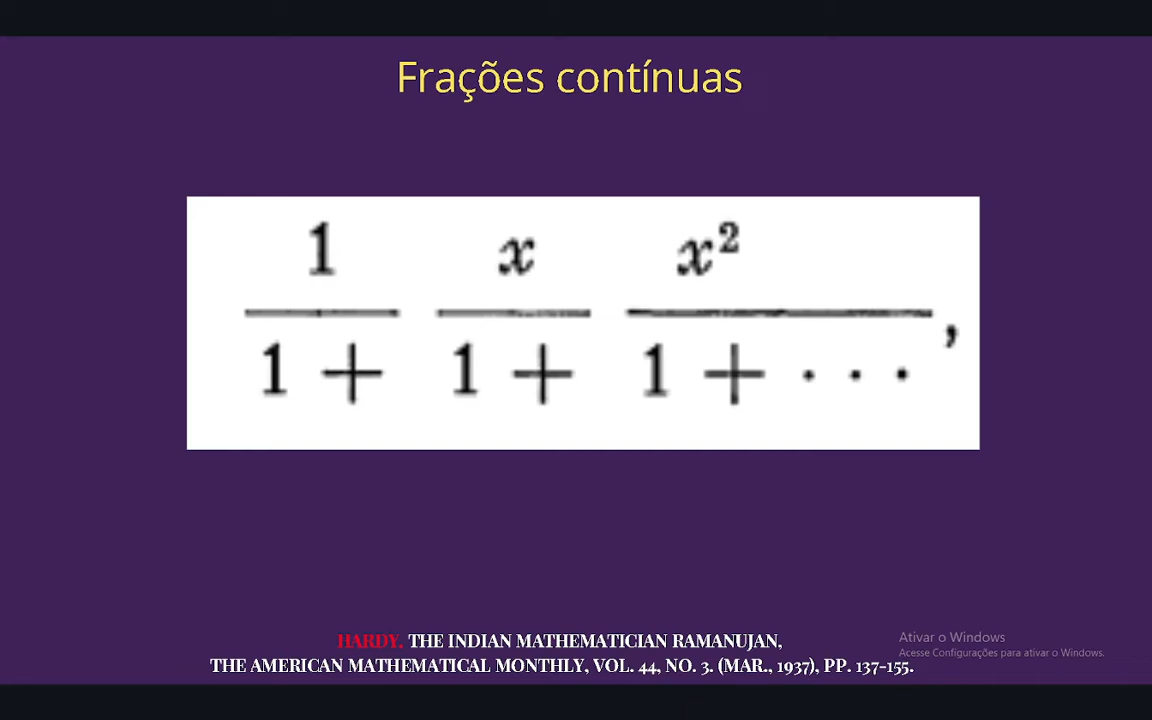 Frações contínuas
1 x x²
1 + 1 + 1 + · · · ,
HARDY. THE INDIAN MATHEMATICIAN RAMANUJAN,
THE AMERICAN MATHEMATICAL MONTHLY, VOL. 44, NO. 3. (MAR., 1937), PP. 137-155.
Ativar o Windows
Acesse Configurações para ativar o Windows.